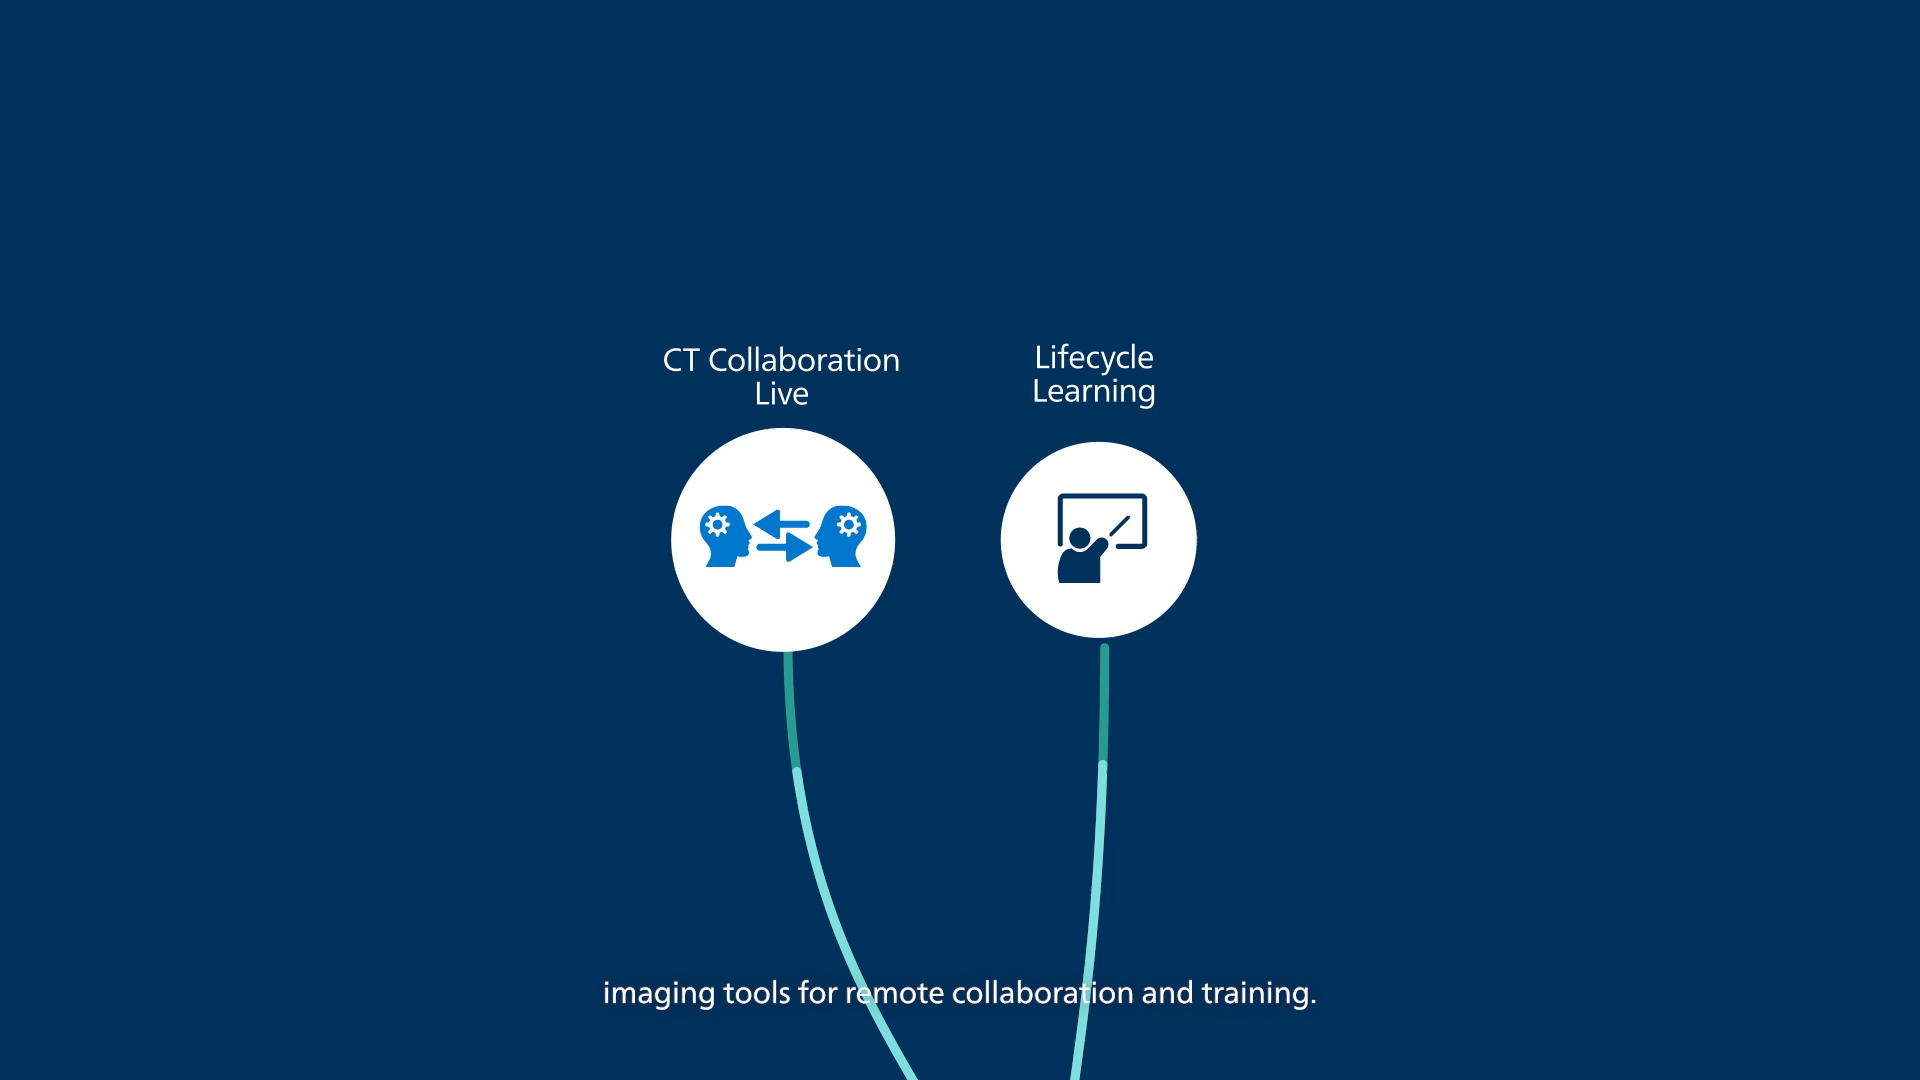 CT Collaboration
Live
Lifecycle
Learning
imaging tools for remote collaboration and training.